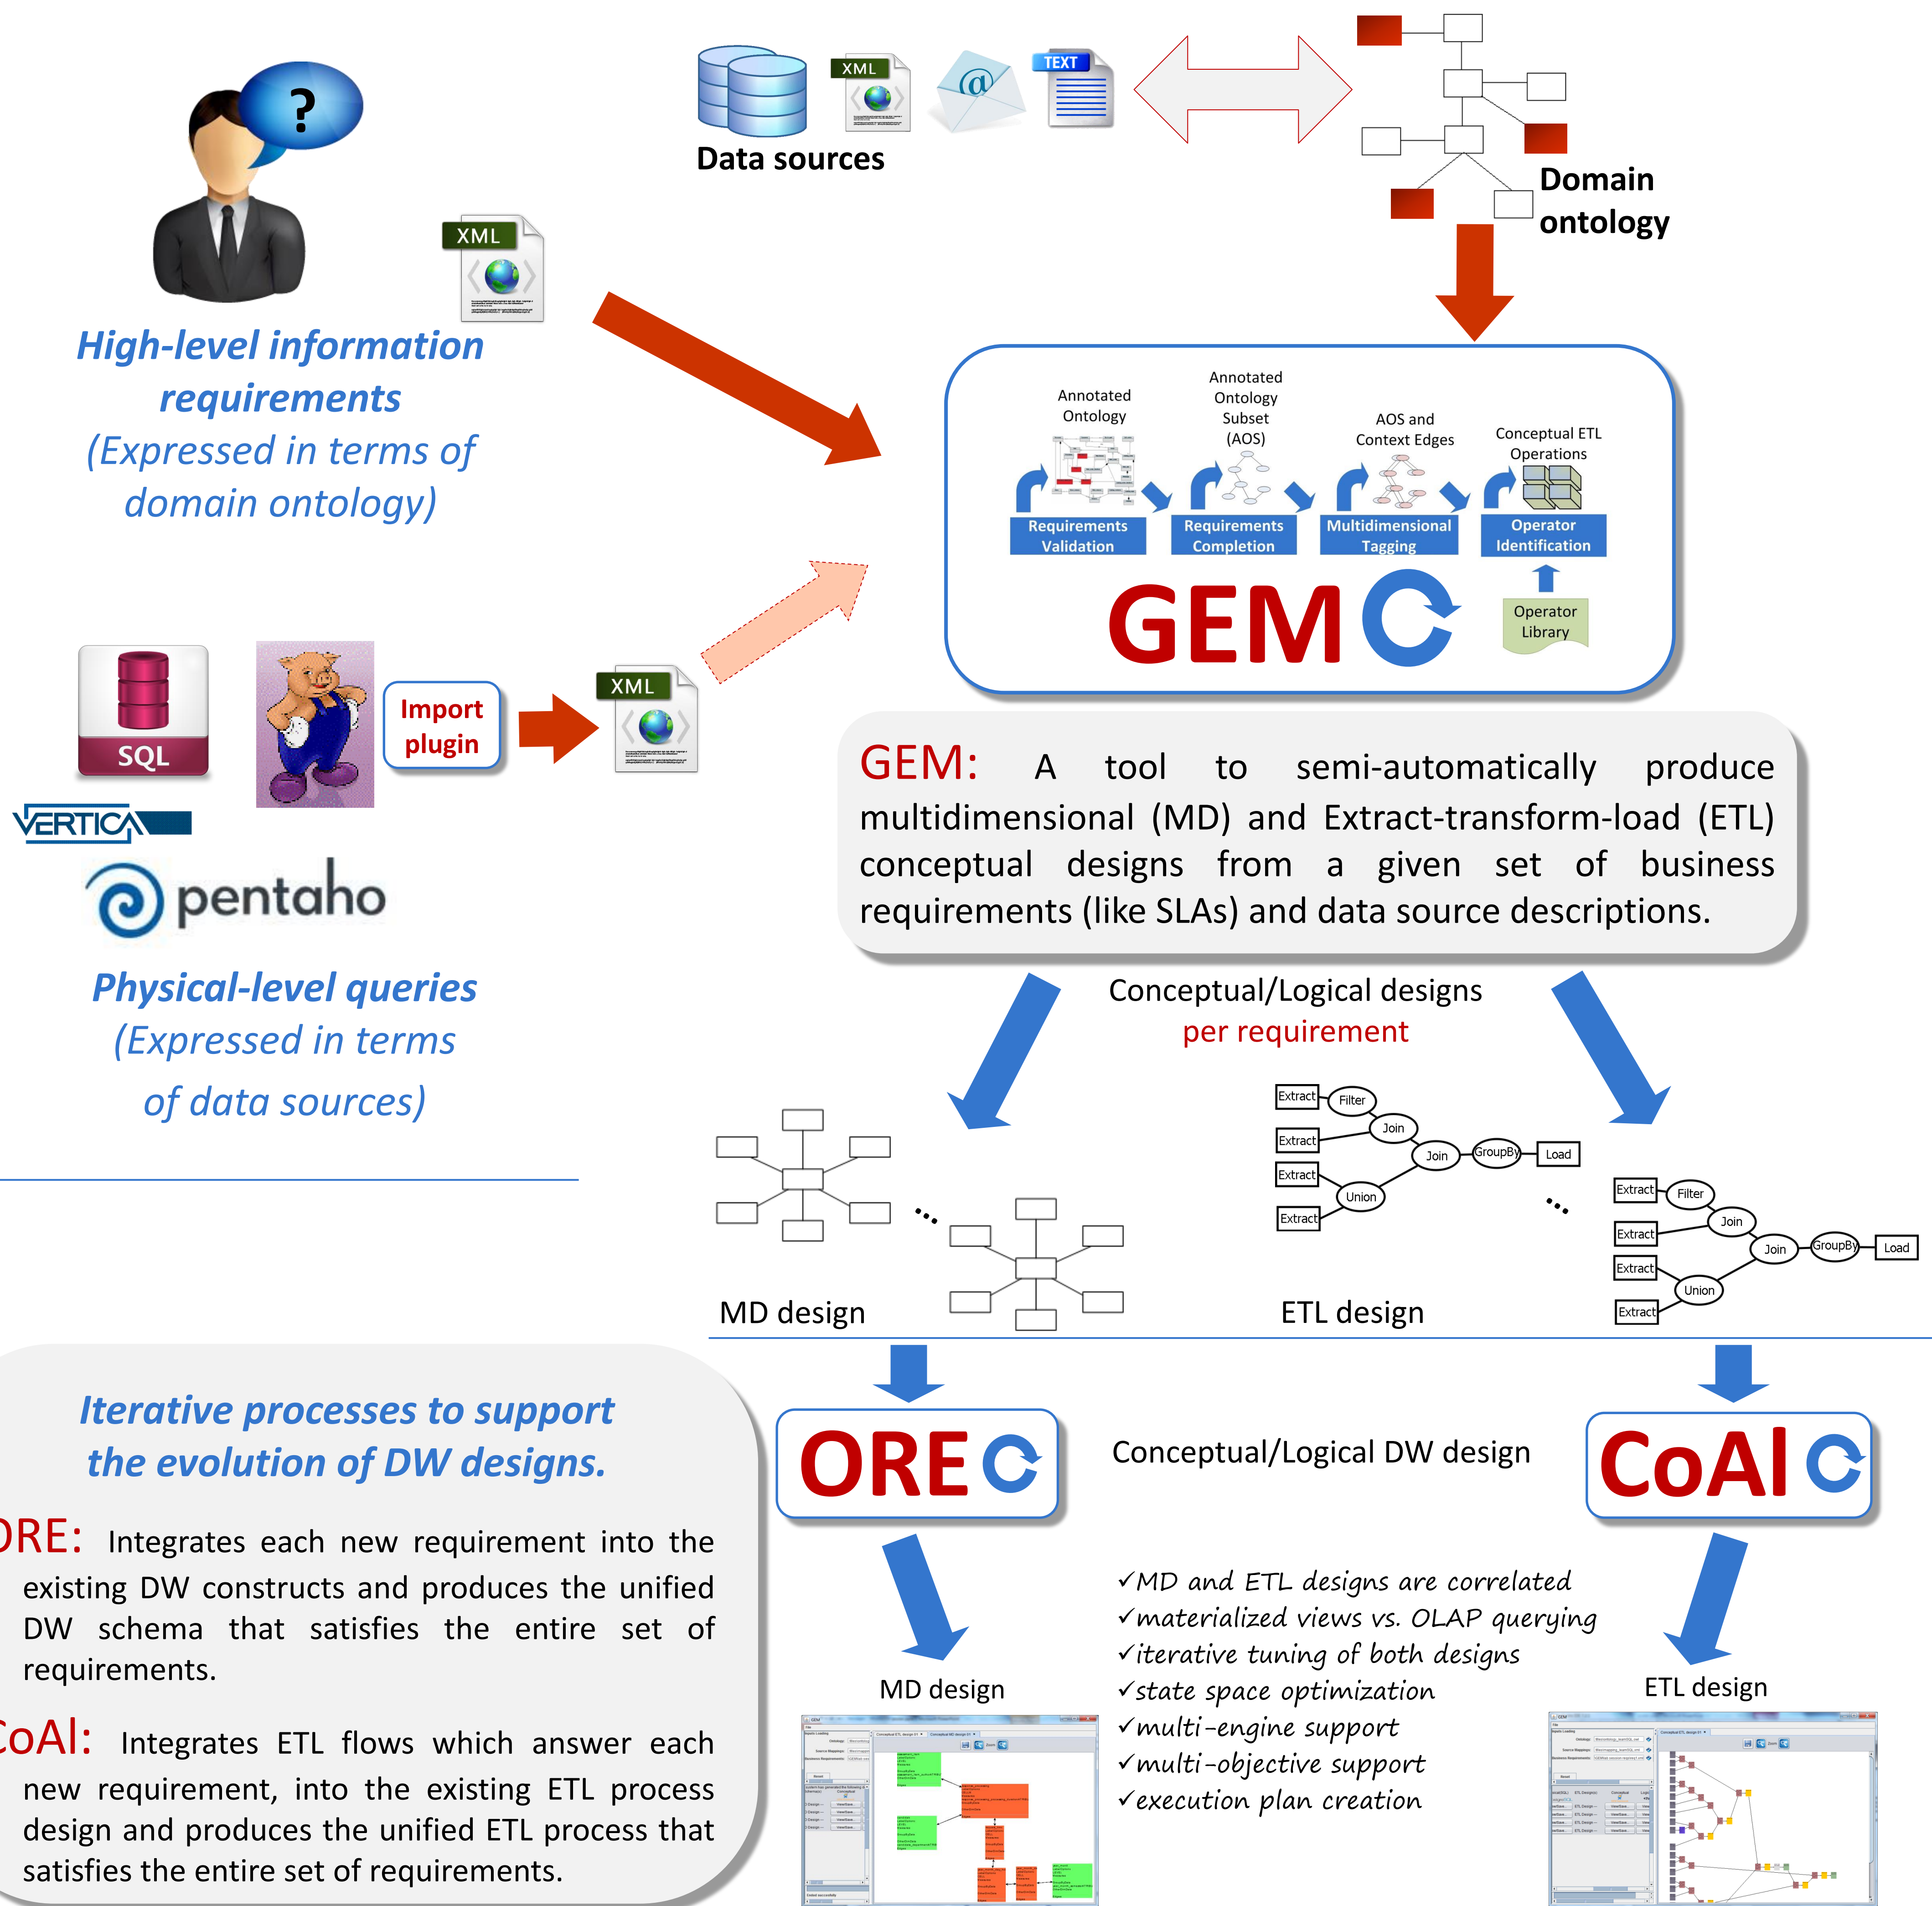 ?
XML
TEXT
Data sources
Domain
ontology
XML
High-level information
requirements
(Expressed in terms of
domain ontology)
Annotated
Ontology
Annotated
Ontology
Subset
(AOS)
AOS and
Context Edges
Conceptual ETL
Operations
Requirements
Validation
Requirements
Completion
Multidimensional
Tagging
Operator
Identification
GEM
Operator
Library
SQL
Import
plugin
XML
VERTICA
pentaho
Physical-level queries
(Expressed in terms
of data sources)
GEM: A tool to semi-automatically produce
multidimensional (MD) and Extract-transform-load (ETL)
conceptual designs from a given set of business
requirements (like SLAs) and data source descriptions.
Conceptual/Logical designs
per requirement
Extract Filter
Extract Join
Extract Join GroupBy Load
Union
Extract
...
Extract Filter
Extract Join
Extract Join GroupBy Load
Union
Extract
...
MD design
ETL design
Iterative processes to support
the evolution of DW designs.
ORE: Integrates each new requirement into the
existing DW constructs and produces the unified
DW schema that satisfies the entire set of
requirements.
CoAl: Integrates ETL flows which answer each
new requirement, into the existing ETL process
design and produces the unified ETL process that
satisfies the entire set of requirements.
ORE
Conceptual/Logical DW design
CoAl
✓MD and ETL designs are correlated
✓materialized views vs. OLAP querying
✓iterative tuning of both designs
✓state space optimization
✓multi-engine support
✓multi-objective support
✓execution plan creation
MD design
ETL design